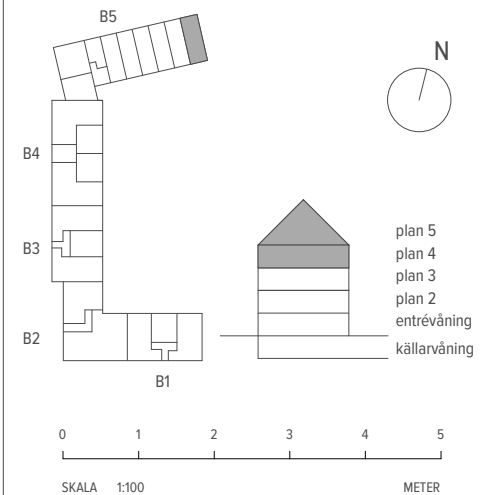 B5
N
B4
B3
B2
B1
plan 5
plan 4
plan 3
plan 2
entrévåning
källarvåning
0 1 2 3 4 5
SKALA 1:100 METER